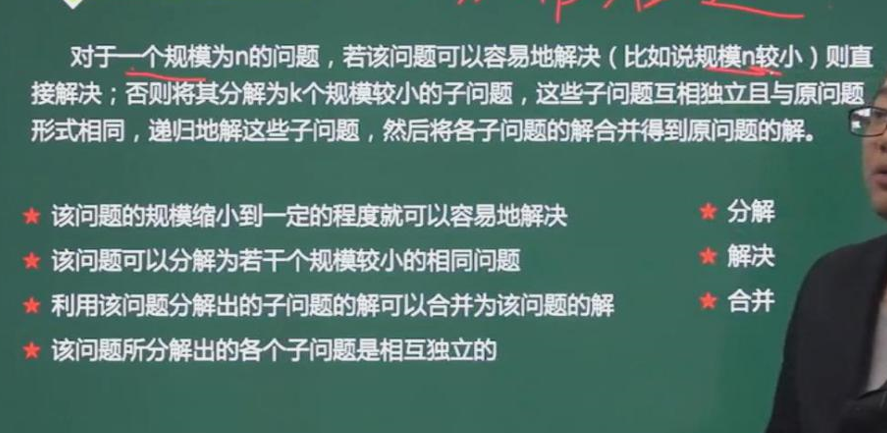 对于一个规模为n的问题，若该问题可以容易地解决（比如说规模n较小）则直
接解决；否则将其分解为k个规模较小的子问题，这些子问题互相独立且与原问题
形式相同，递归地解这些子问题，然后将各子问题的解合并得到原问题的解。
★ 该问题的规模缩小到一定的程度就可以容易地解决
★ 该问题可以分解为若干个规模较小的相同问题
★ 利用该问题分解出的子问题的解可以合并为该问题的解
★ 该问题所分解出的各个子问题是相互独立的
★ 分解
★ 解决
★ 合并